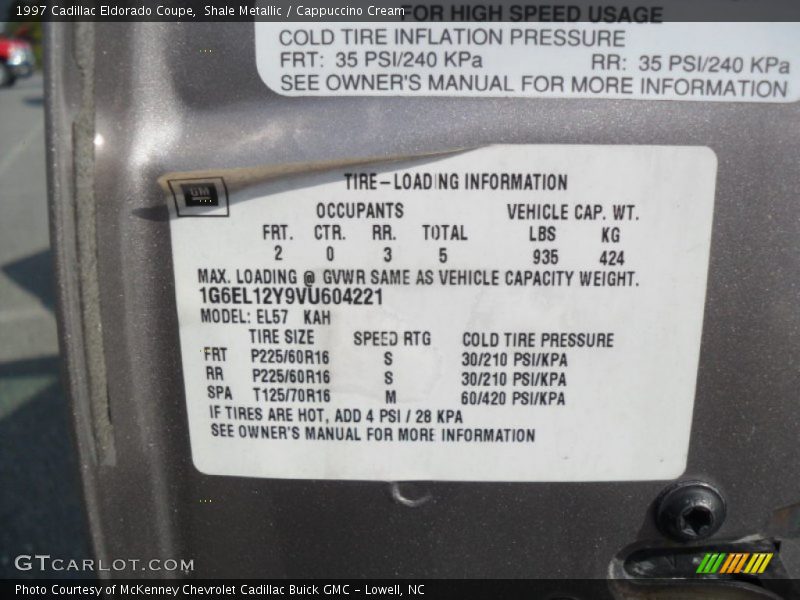 1997 Cadillac Eldorado Coupe, Shale Metallic / Cappuccino Cream
FOR HIGH SPEED USAGE
COLD TIRE INFLATION PRESSURE
FRT: 35 PSI/240 KPa RR: 35 PSI/240 KPa
SEE OWNER'S MANUAL FOR MORE INFORMATION
GM
TIRE-LOADING INFORMATION
OCCUPANTS VEHICLE CAP. WT.
FRT. CTR. RR. TOTAL LBS KG
2 0 3 5 935 424
MAX. LOADING @ GVWR SAME AS VEHICLE CAPACITY WEIGHT.
1G6EL12Y9VU604221
MODEL: EL57 KAH
TIRE SIZE SPEED RTG COLD TIRE PRESSURE
FRT P225/60R16 S 30/210 PSI/KPA
RR P225/60R16 S 30/210 PSI/KPA
SPA T125/70R16 M 60/420 PSI/KPA
IF TIRES ARE HOT, ADD 4 PSI / 28 KPA
SEE OWNER'S MANUAL FOR MORE INFORMATION
GTCARLOT.COM
Photo Courtesy of McKenney Chevrolet Cadillac Buick GMC - Lowell, NC